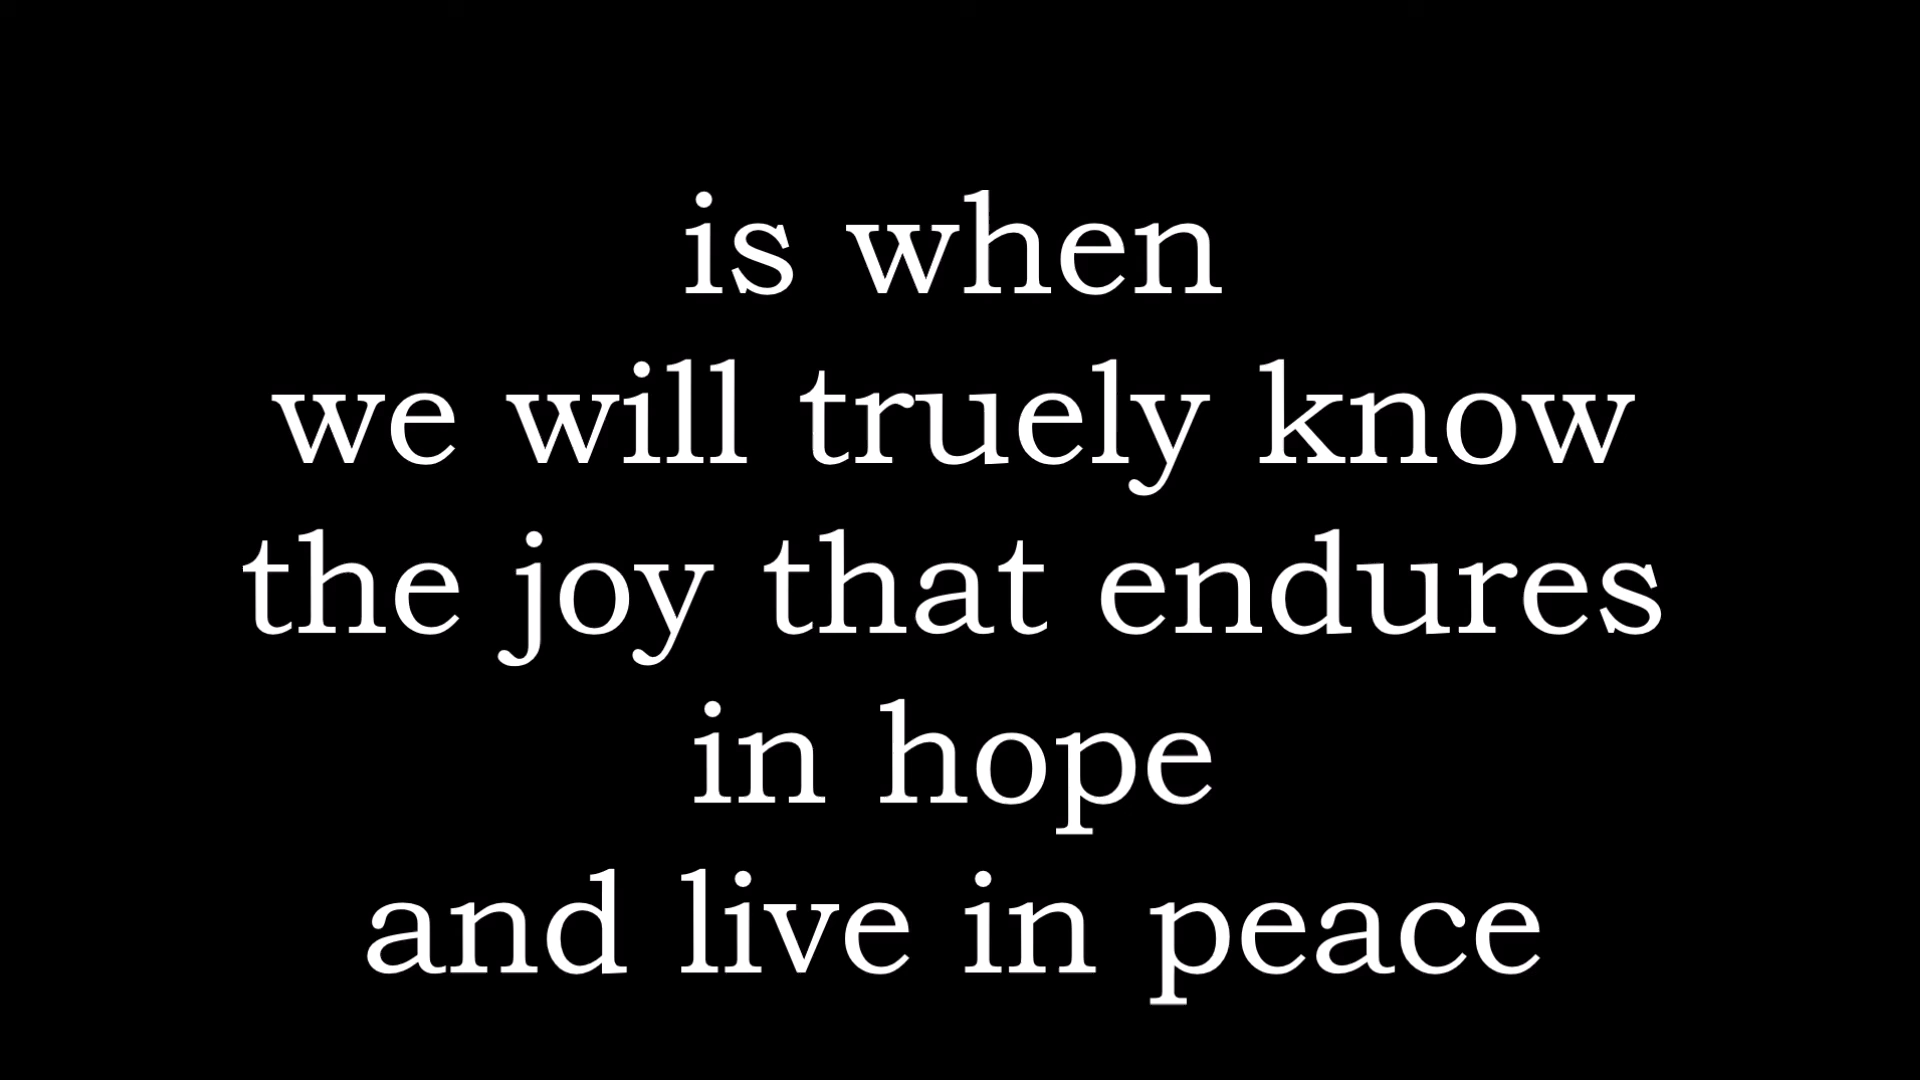 is when
we will truely know
the joy that endures
in hope
and live in peace